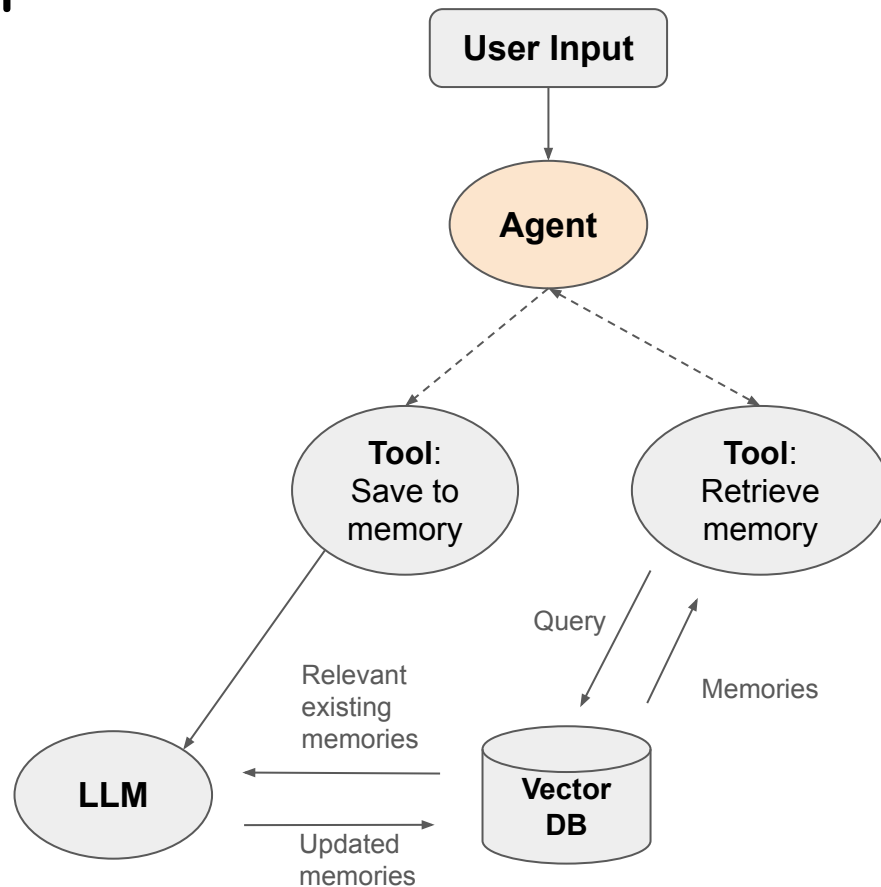 User Input
Agent
Tool:
Save to
memory
Tool:
Retrieve
memory
Query
Memories
Relevant
existing
memories
LLM
Vector
DB
Updated
memories